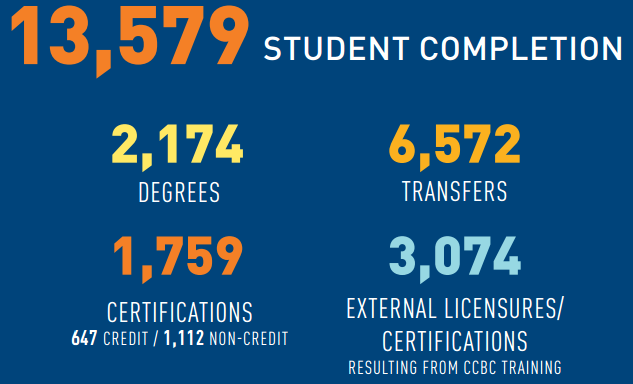 13,579 STUDENT COMPLETION
2,174
DEGREES
6,572
TRANSFERS
1,759
CERTIFICATIONS
647 CREDIT / 1,112 NON-CREDIT
3,074
EXTERNAL LICENSURES/
CERTIFICATIONS
RESULTING FROM CCBC TRAINING